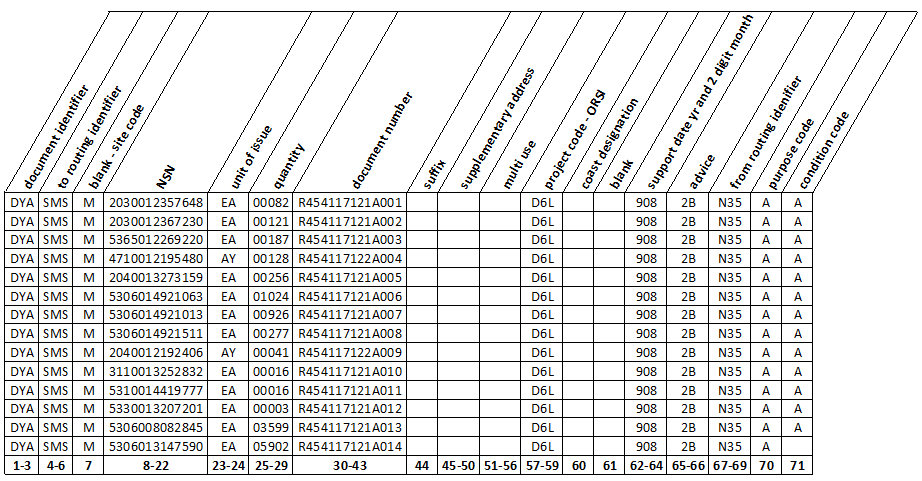 document identifier
to routing identifier
blank - site code
NSN
unit of issue
quantity
document number
suffix
supplementary address
multi use
project code - ORSI
coast designation
blank
support date yr and 2 digit month
advice
from routing identifier
purpose code
condition code
DYA SMS M 2030012357648 EA 00082 R454117121A001 D6L 908 2B N35 A A
DYA SMS M 2030012367230 EA 00121 R454117121A002 D6L 908 2B N35 A A
DYA SMS M 5365012269220 EA 00187 R454117121A003 D6L 908 2B N35 A A
DYA SMS M 4710012195480 AY 00128 R454117122A004 D6L 908 2B N35 A A
DYA SMS M 2040013273159 EA 00256 R454117121A005 D6L 908 2B N35 A A
DYA SMS M 5306014921063 EA 01024 R454117121A006 D6L 908 2B N35 A A
DYA SMS M 5306014921013 EA 00926 R454117121A007 D6L 908 2B N35 A A
DYA SMS M 5306014921511 EA 00277 R454117121A008 D6L 908 2B N35 A A
DYA SMS M 2040012192406 AY 00041 R454117122A009 D6L 908 2B N35 A A
DYA SMS M 3110013252832 EA 00016 R454117121A010 D6L 908 2B N35 A A
DYA SMS M 5310014419777 EA 00016 R454117121A011 D6L 908 2B N35 A A
DYA SMS M 5330013207201 EA 00003 R454117121A012 D6L 908 2B N35 A A
DYA SMS M 5306008082845 EA 03599 R454117121A013 D6L 908 2B N35 A A
DYA SMS M 5306013147590 EA 05902 R454117121A014 D6L 908 2B N35 A
1-3 4-6 7 8-22 23-24 25-29 30-43 44 45-50 51-56 57-59 60 61 62-64 65-66 67-69 70 71